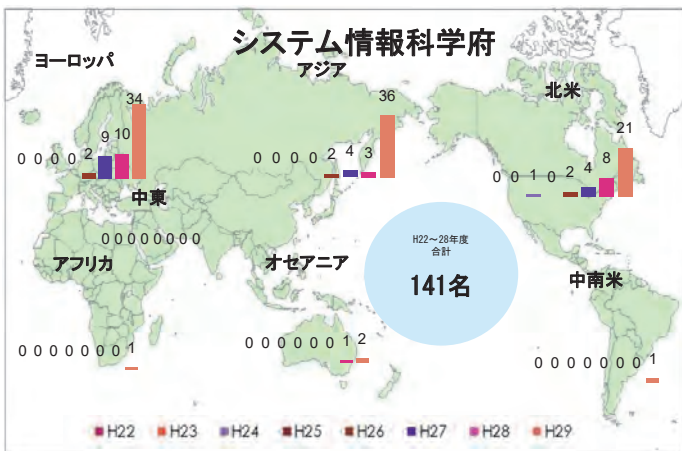 システム情報科学府
ヨーロッパ
0 0 0 0 2 9 10 34
アジア
0 0 0 0 2 4 3 36
北米
0 0 1 0 2 4 8 21
中東
0 0 0 0 0 0 0 0
H22～28年度
合計
141名
アフリカ
0 0 0 0 0 0 0 1
オセアニア
0 0 0 0 0 0 1 2
中南米
0 0 0 0 0 0 0 1
H22 H23 H24 H25 H26 H27 H28 H29